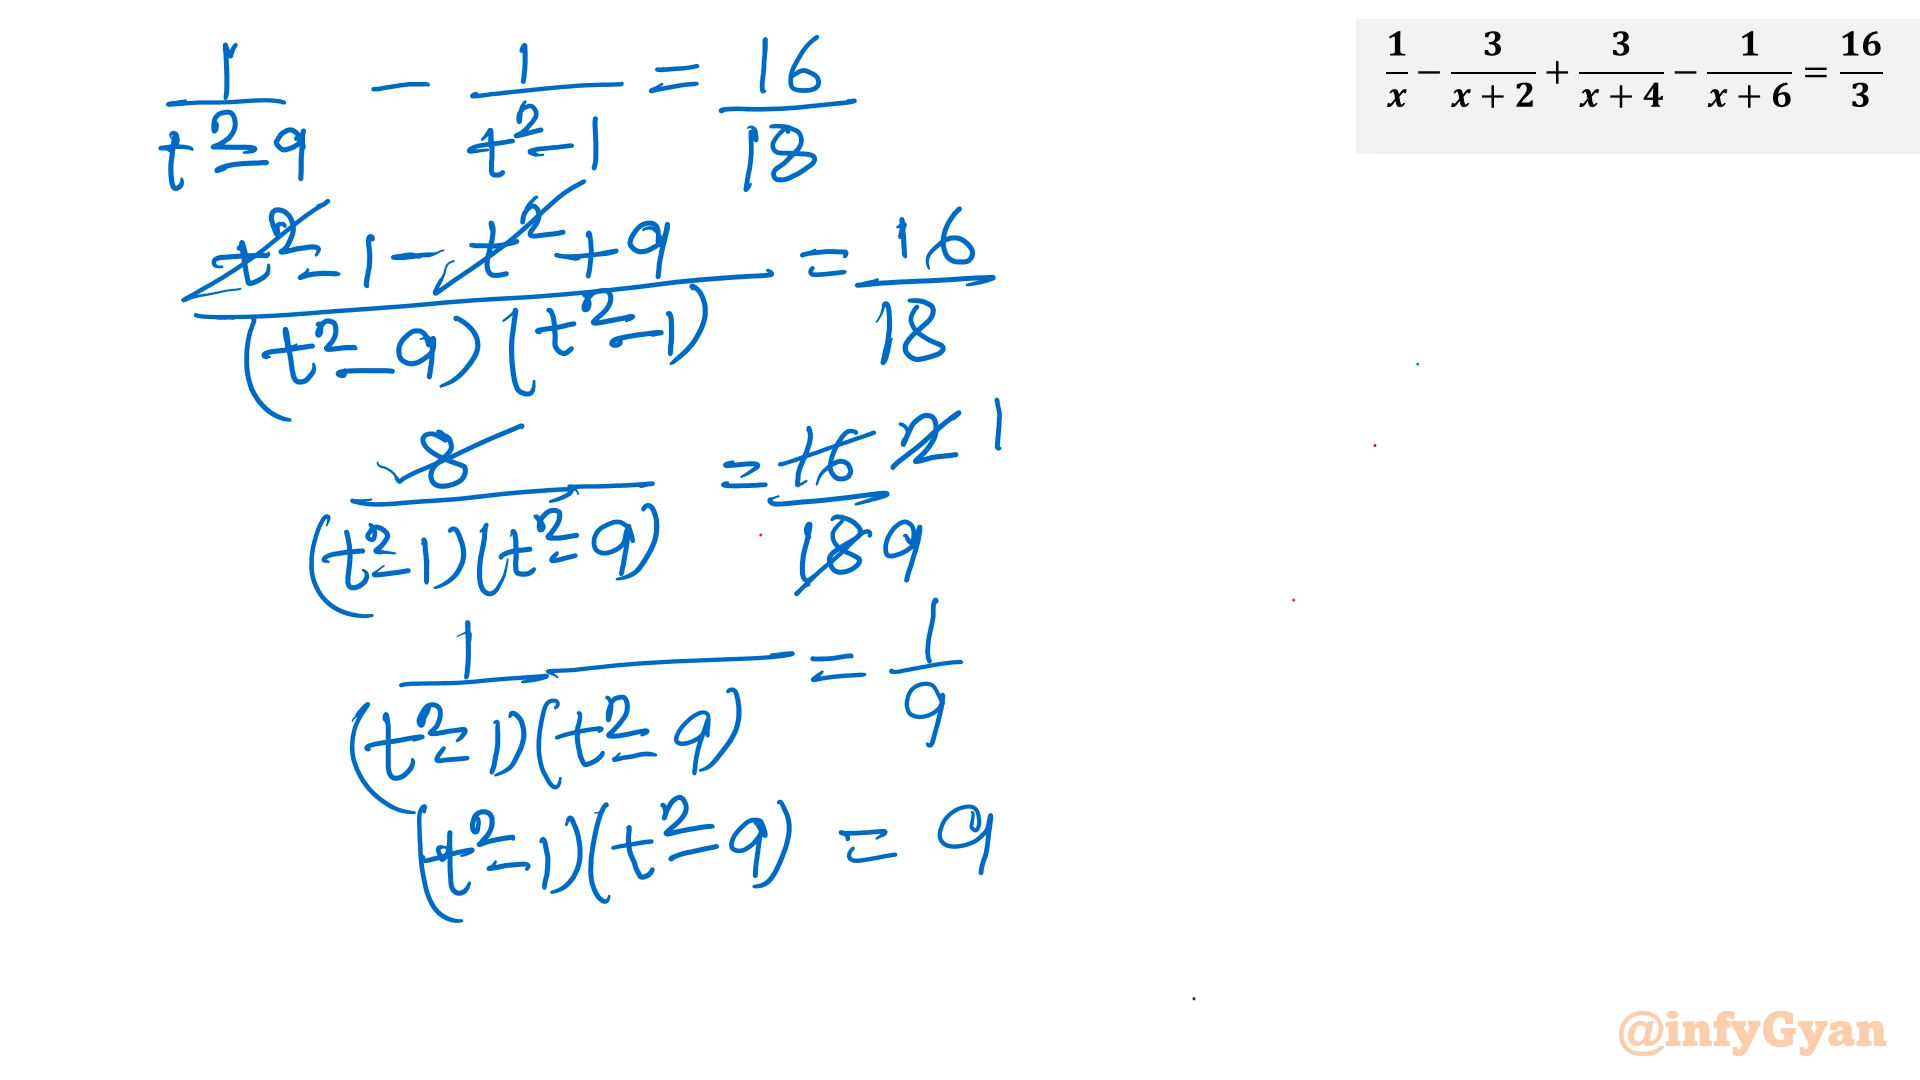 1/(t²-9) - 1/(t²-1) = 16/18
1/x - 3/(x+2) + 3/(x+4) - 1/(x+6) = 16/3
(t²-1-t²+9)/((t²-9)(t²-1)) = 16/18
8/((t²-1)(t²-9)) = 16 2 1/18 9
1/((t²-1)(t²-9)) = 1/9
(t²-1)(t²-9) = 9
@infyGyan